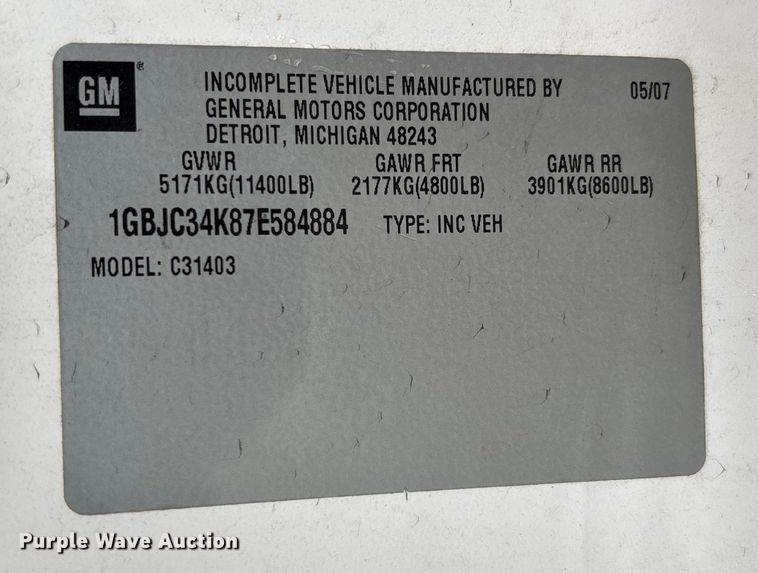 GM®
INCOMPLETE VEHICLE MANUFACTURED BY 05/07
GENERAL MOTORS CORPORATION
DETROIT, MICHIGAN 48243
GVWR GAWR FRT GAWR RR
5171KG(11400LB) 2177KG(4800LB) 3901KG(8600LB)
1GBJC34K87E584884 TYPE: INC VEH
MODEL: C31403
Purple Wave Auction